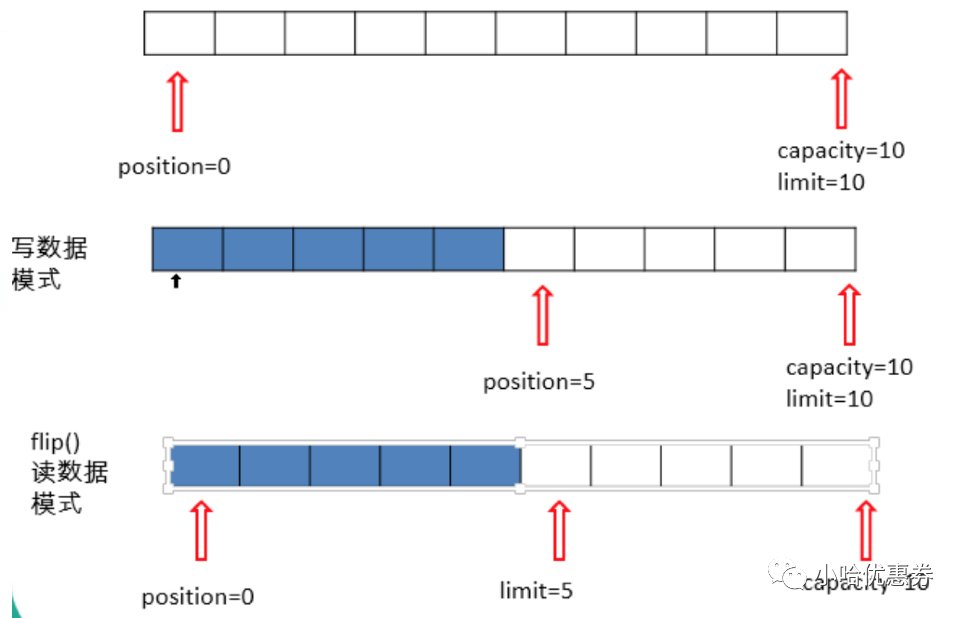 position=0
capacity=10
limit=10
写数据
模式
position=5
capacity=10
limit=10
flip()
读数据
模式
position=0
limit=5
capacity=10
小哈优惠券